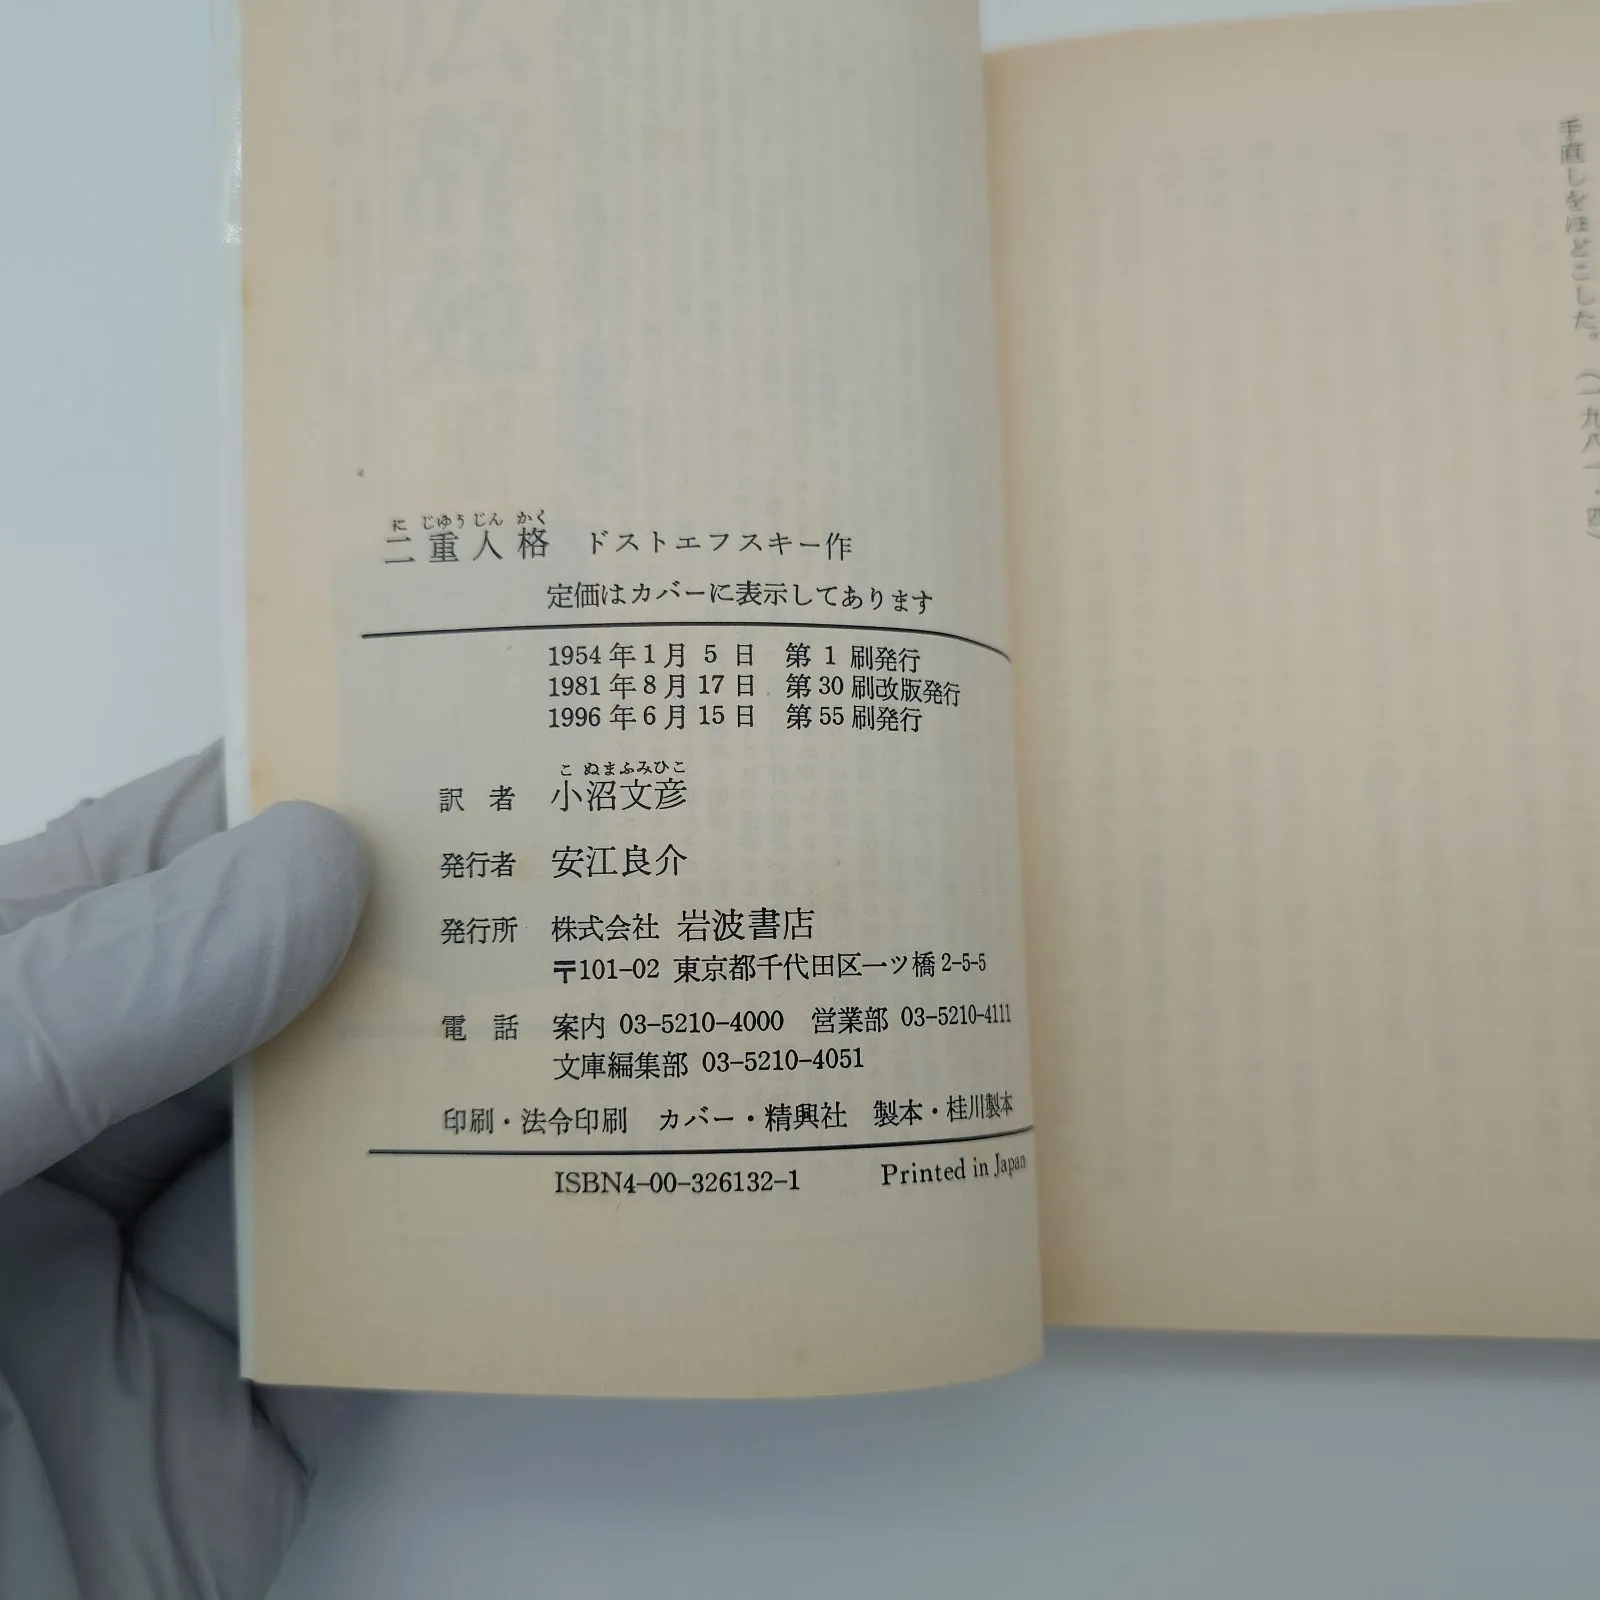 手直しをほどこした。(一九八一・四)
にじゆうじんかく
二重人格 ドストエフスキー作
定価はカバーに表示してあります
1954年1月5日 第1刷発行
1981年8月17日 第30刷改版発行
1996年6月15日 第55刷発行
こぬまふみひこ
訳者 小沼文彦
発行者 安江良介
発行所 株式会社 岩波書店
〒101-02 東京都千代田区一ツ橋2-5-5
電話 案内 03-5210-4000 営業部 03-5210-4111
文庫編集部 03-5210-4051
印刷・法令印刷 カバー・精興社 製本・桂川製本
ISBN4-00-326132-1 Printed in Japan